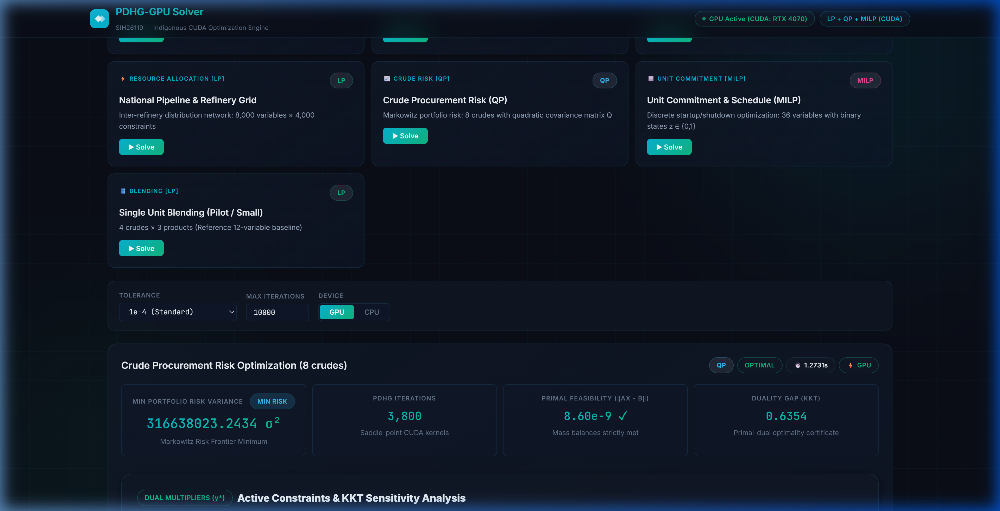 PDHG-GPU Solver
SIH26119 — Indigenous CUDA Optimization Engine
GPU Active (CUDA: RTX 4070)
LP + QP + MILP (CUDA)
RESOURCE ALLOCATION [LP]
LP
National Pipeline & Refinery Grid
Inter-refinery distribution network: 8,000 variables × 4,000
constraints
▶ Solve
CRUDE RISK [QP]
QP
Crude Procurement Risk (QP)
Markowitz portfolio risk: 8 crudes with quadratic covariance matrix Q
▶ Solve
UNIT COMMITMENT [MILP]
MILP
Unit Commitment & Schedule (MILP)
Discrete startup/shutdown optimization: 36 variables with binary
states z ∈ {0,1}
▶ Solve
BLENDING [LP]
LP
Single Unit Blending (Pilot / Small)
4 crudes × 3 products (Reference 12-variable baseline)
▶ Solve
TOLERANCE
1e-4 (Standard)
MAX ITERATIONS
10000
DEVICE
GPU
CPU
Crude Procurement Risk Optimization (8 crudes)
QP
OPTIMAL
1.2731s
GPU
MIN PORTFOLIO RISK VARIANCE
MIN RISK
316638023.2434 σ²
Markowitz Risk Frontier Minimum
PDHG ITERATIONS
3,800
Saddle-point CUDA kernels
PRIMAL FEASIBILITY (‖AX - B‖)
8.60e-9 ✓
Mass balances strictly met
DUALITY GAP (KKT)
0.6354
Primal-dual optimality certificate
DUAL MULTIPLIERS (y*)
Active Constraints & KKT Sensitivity Analysis